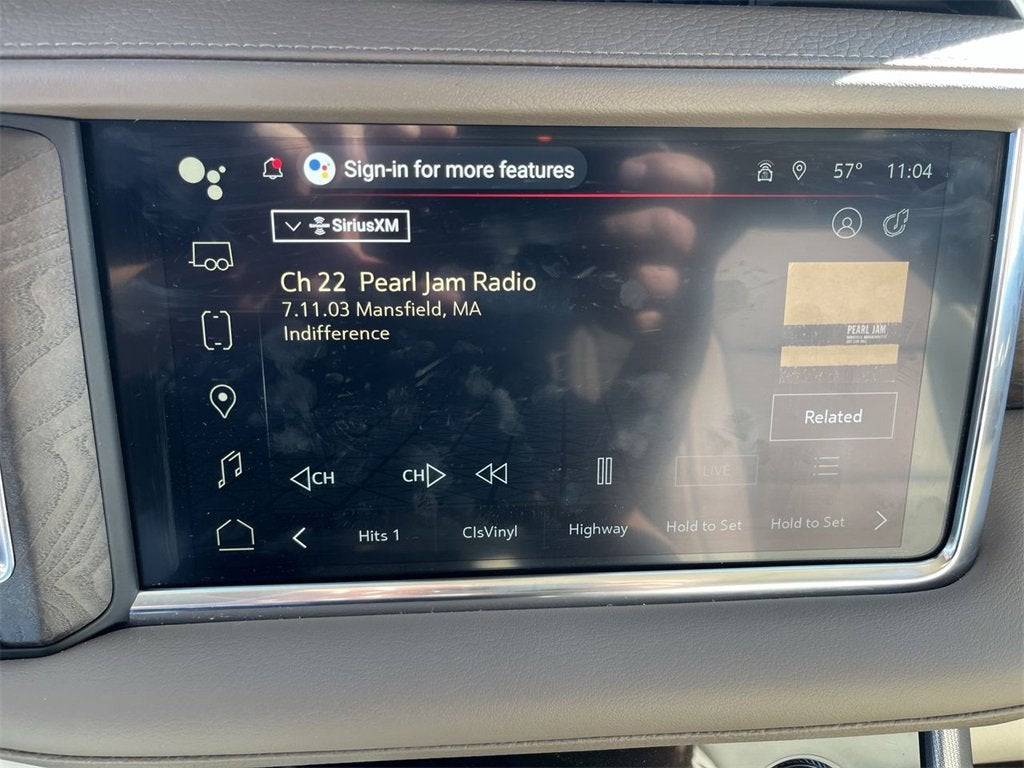 Sign-in for more features
57° 11:04
SiriusXM
Ch 22 Pearl Jam Radio
7.11.03 Mansfield, MA
Indifference
PEARL JAM
Related
CH
CH
LIVE
Hits 1
ClsVinyl
Highway
Hold to Set
Hold to Set